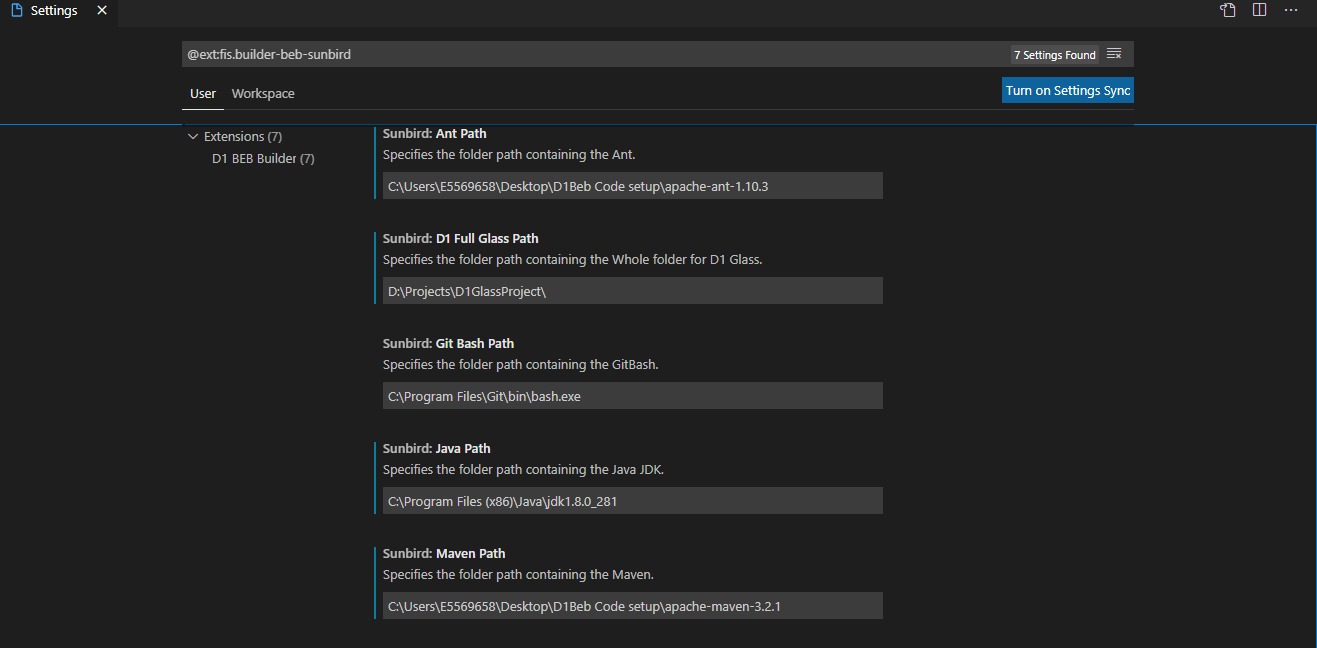 Settings
@ext:fis.builder-beb-sunbird
7 Settings Found
User
Workspace
Turn on Settings Sync
Extensions (7)
D1 BEB Builder (7)
Sunbird: Ant Path
Specifies the folder path containing the Ant.
C:\Users\E5569658\Desktop\D1Beb Code setup\apache-ant-1.10.3
Sunbird: D1 Full Glass Path
Specifies the folder path containing the Whole folder for D1 Glass.
D:\Projects\D1GlassProject\
Sunbird: Git Bash Path
Specifies the folder path containing the GitBash.
C:\Program Files\Git\bin\bash.exe
Sunbird: Java Path
Specifies the folder path containing the Java JDK.
C:\Program Files (x86)\Java\jdk1.8.0_281
Sunbird: Maven Path
Specifies the folder path containing the Maven.
C:\Users\E5569658\Desktop\D1Beb Code setup\apache-maven-3.2.1